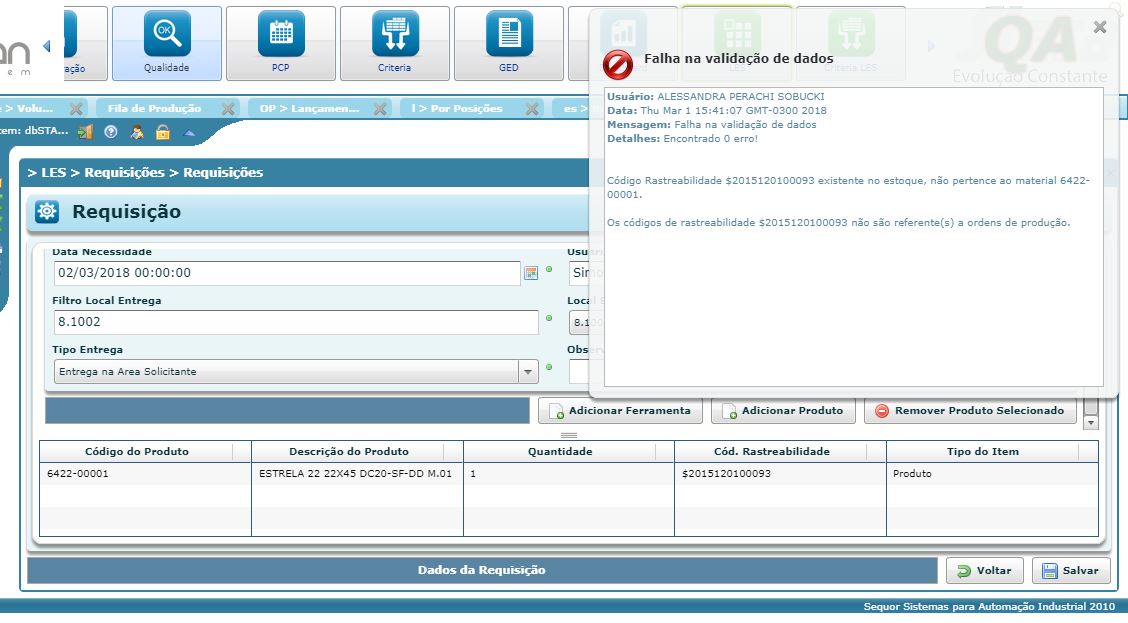 an
em
ação
Qualidade
PCP
Criteria
GED
LES
Criteria LES
QA
Evolução Constante
Falha na validação de dados
Usuário: ALESSANDRA PERACHI SOBUCKI
Data: Thu Mar 1 15:41:07 GMT-0300 2018
Mensagem: Falha na validação de dados
Detalhes: Encontrado 0 erro!
Código Rastreabilidade $2015120100093 existente no estoque, não pertence ao material 6422-
00001.
Os códigos de rastreabilidade $2015120100093 não são referente(s) a ordens de produção.
e > Volu...
Fila de Produção
OP > Lançamen...
l > Por Posições
es >
tem: dbSTA...
> LES > Requisições > Requisições
Requisição
Data Necessidade
Usuári
02/03/2018 00:00:00
Simo
Filtro Local Entrega
Local E
8.1002
8.100
Tipo Entrega
Observ
Entrega na Area Solicitante
Adicionar Ferramenta
Adicionar Produto
Remover Produto Selecionado
Código do Produto
Descrição do Produto
Quantidade
Cód. Rastreabilidade
Tipo do Item
6422-00001
ESTRELA 22 22X45 DC20-SF-DD M.01
1
$2015120100093
Produto
Dados da Requisição
Voltar
Salvar
Sequor Sistemas para Automação Industrial 2010